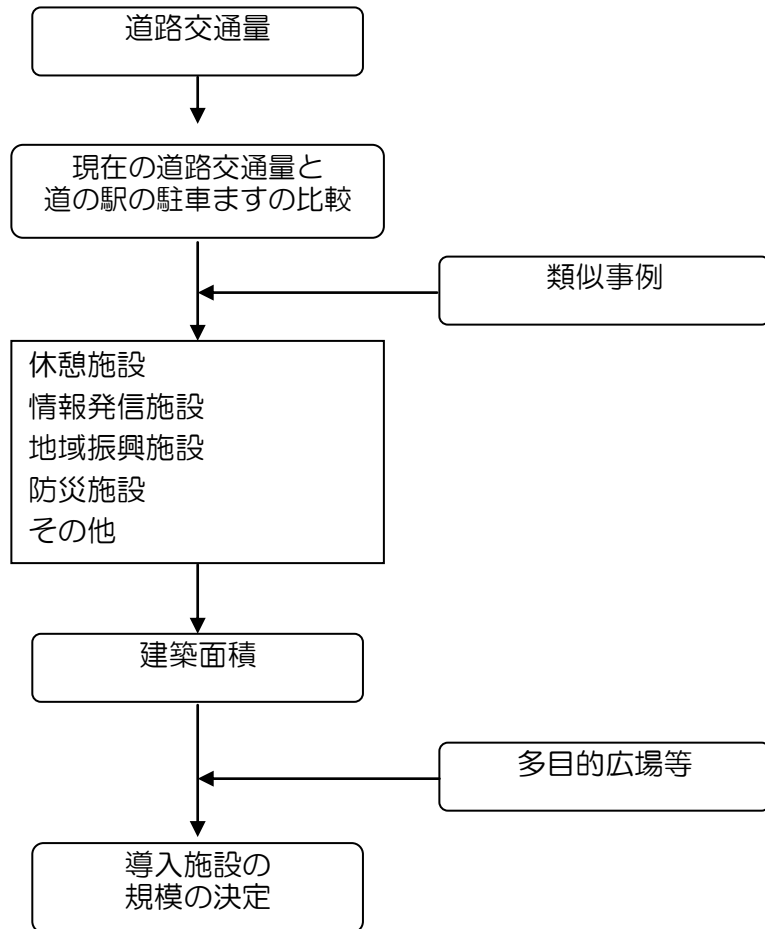 道路交通量
現在の道路交通量と
道の駅の駐車ますの比較
類似事例
休憩施設
情報発信施設
地域振興施設
防災施設
その他
建築面積
多目的広場等
導入施設の
規模の決定